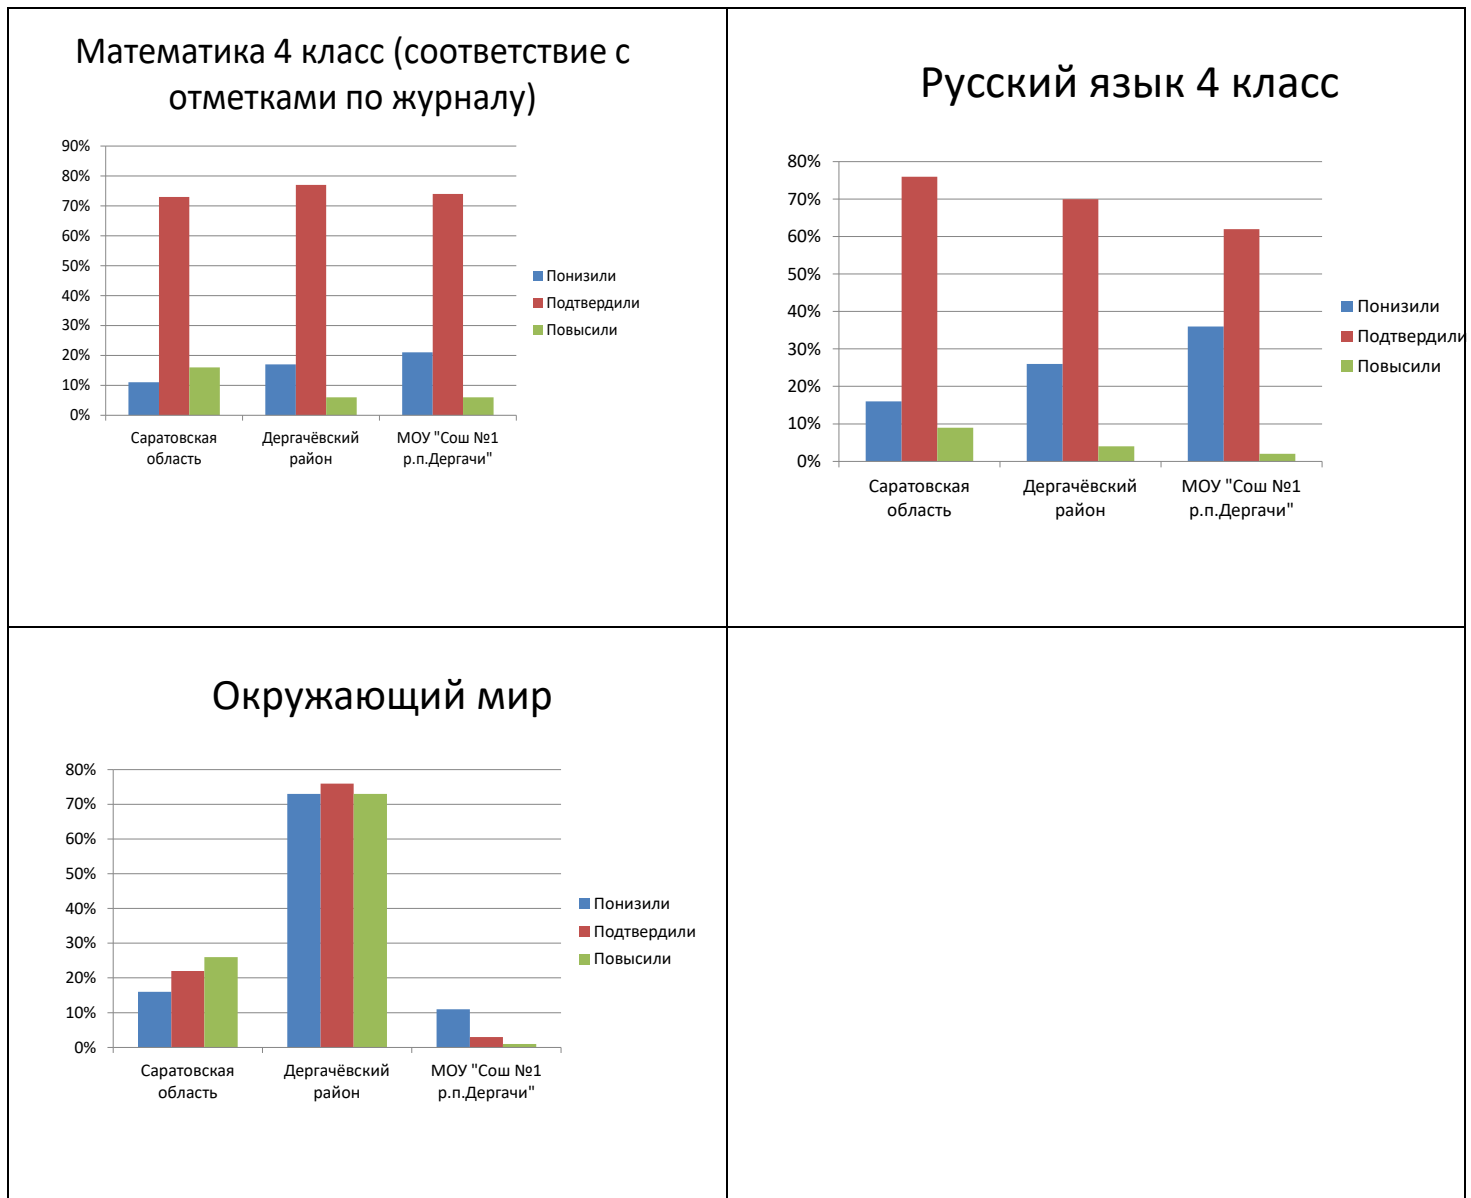 Математика 4 класс (соответствие с
отметками по журналу)
90%
80%
70%
60%
50%
40%
30%
20%
10%
0%
Саратовская
область
Дергачёвский
район
МОУ "Сош №1
р.п.Дергачи"
Понизили
Подтвердили
Повысили
Русский язык 4 класс
80%
70%
60%
50%
40%
30%
20%
10%
0%
Саратовская
область
Дергачёвский
район
МОУ "Сош №1
р.п.Дергачи"
Понизили
Подтвердили
Повысили
Окружающий мир
80%
70%
60%
50%
40%
30%
20%
10%
0%
Саратовская
область
Дергачёвский
район
МОУ "Сош №1
р.п.Дергачи"
Понизили
Подтвердили
Повысили